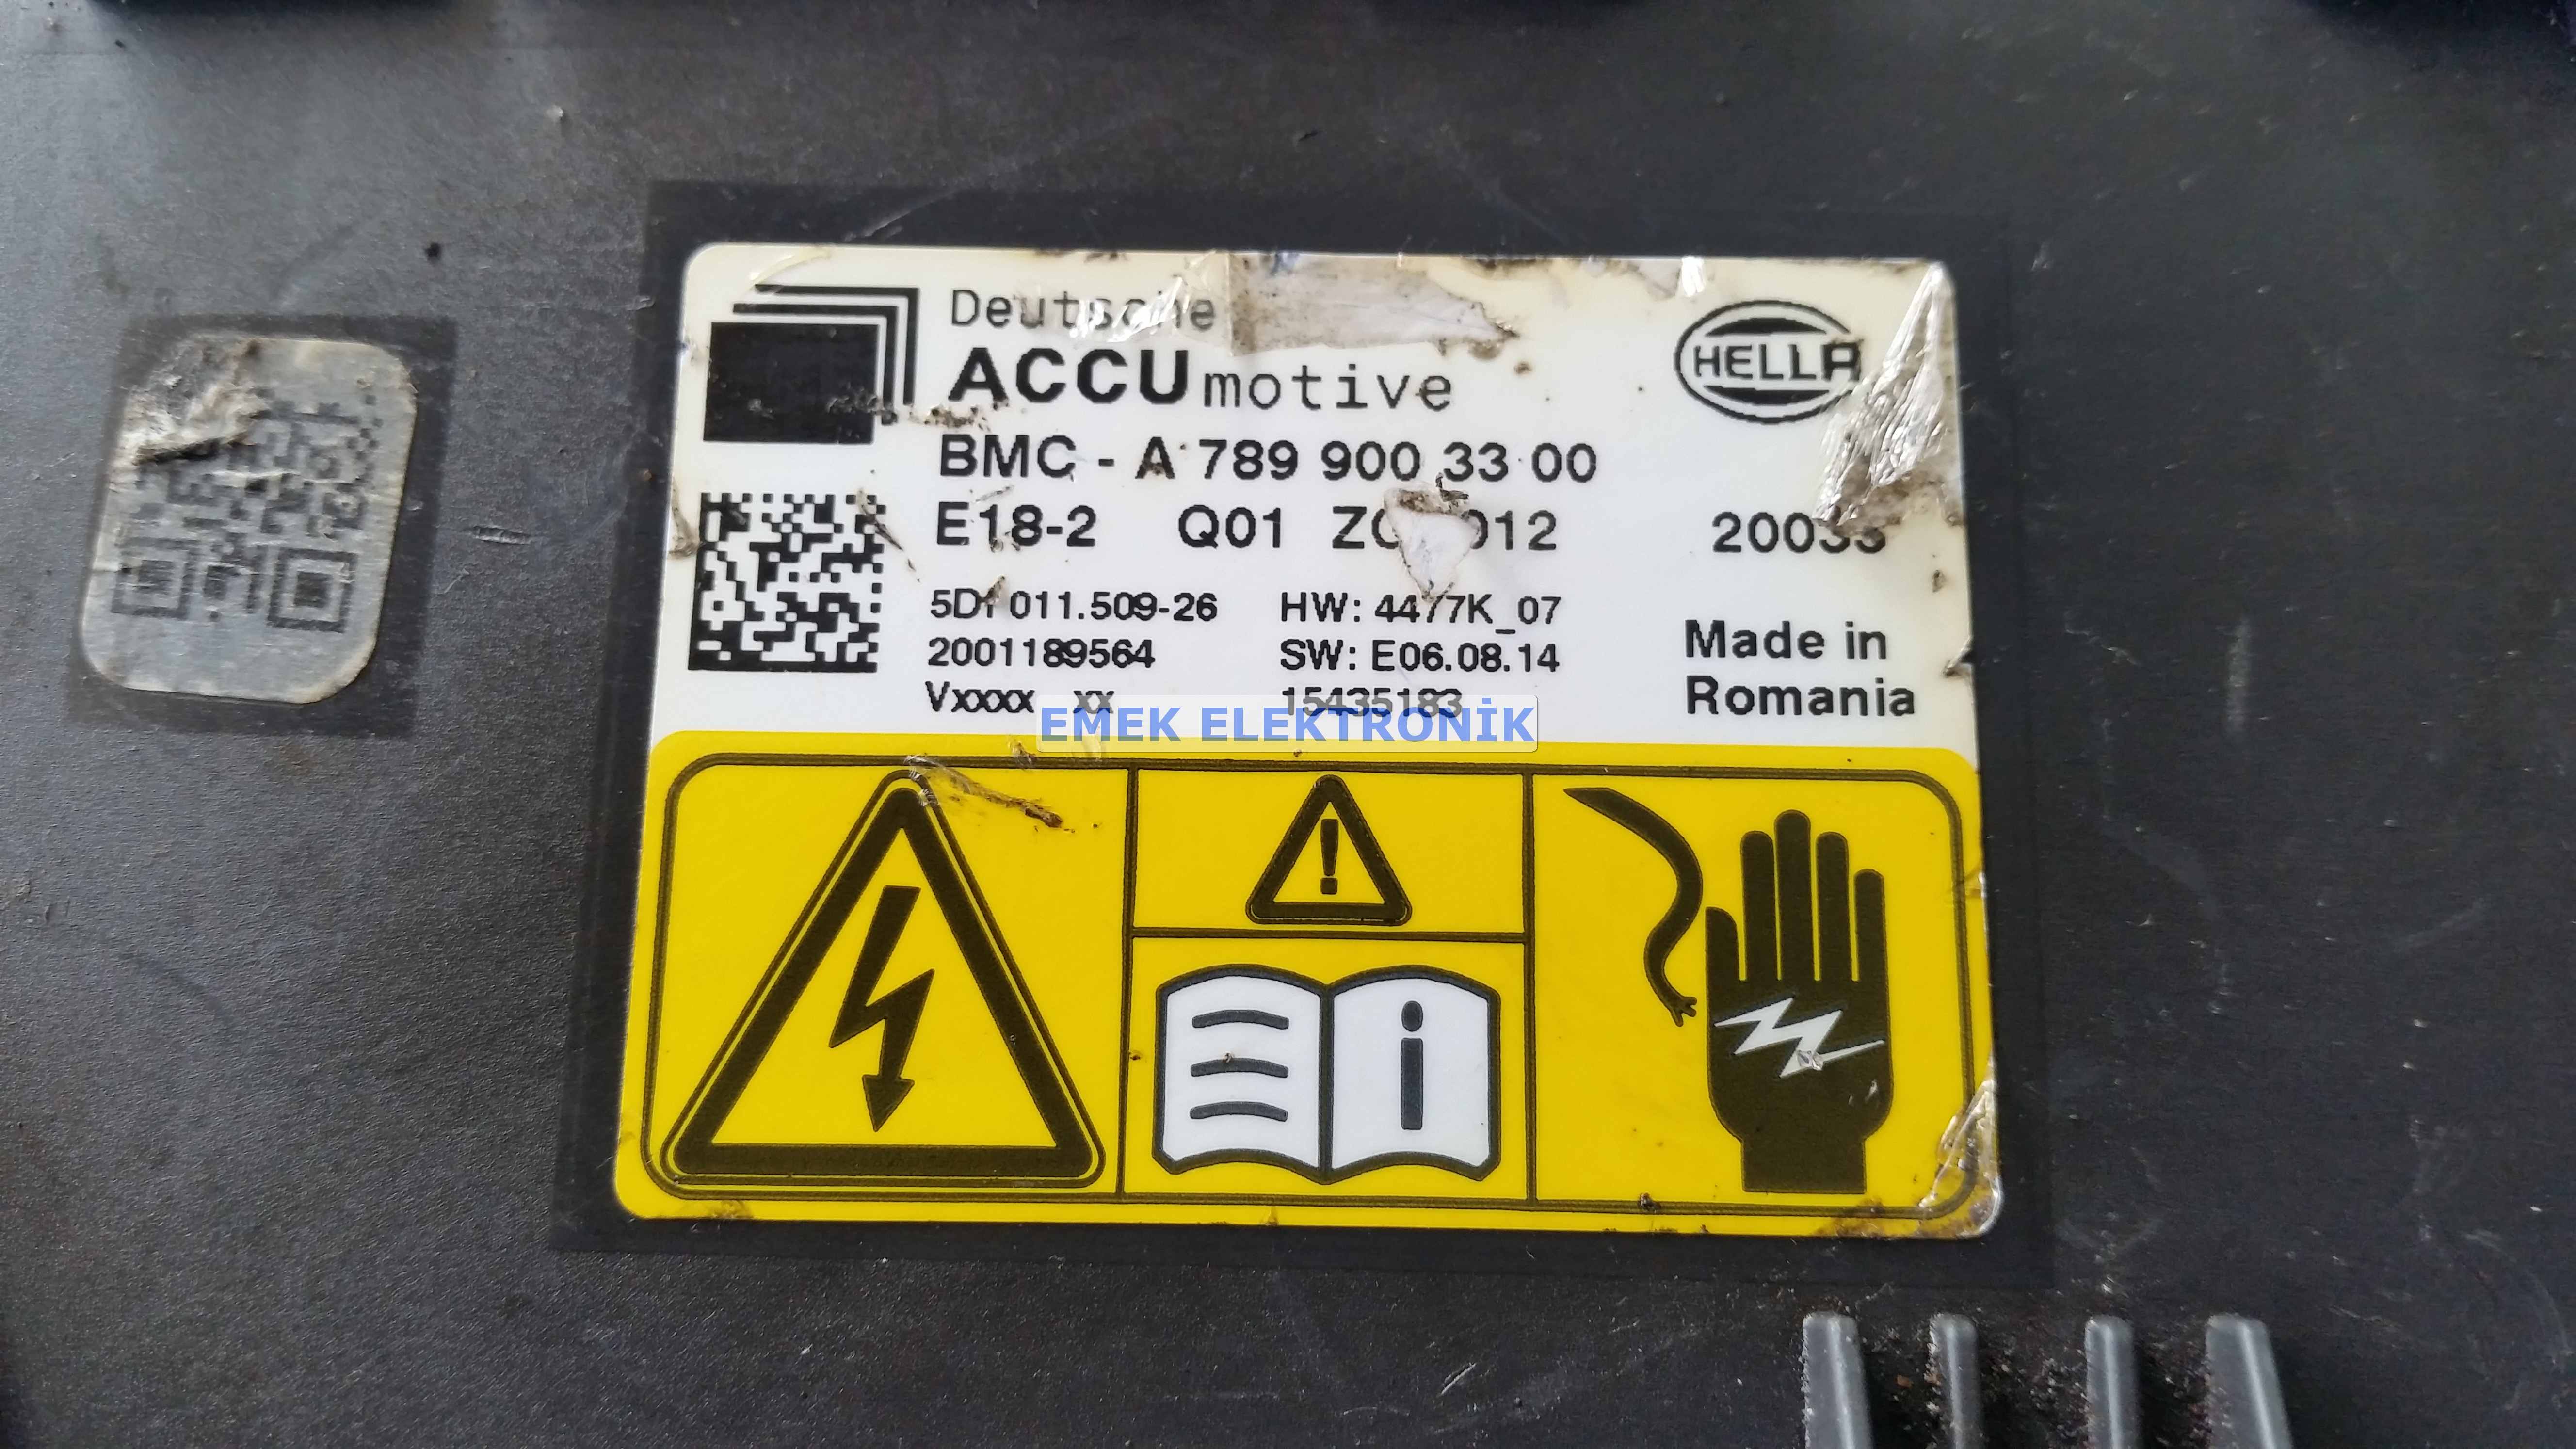 Deutsche
ACCUmotive
HELLA
BMC - A 789 900 33 00
E18-2 Q01
011.509-26 HW: 4477K_07
2001189564 SW: E06.08.14
Vxxxx xx 15435183
Made in
Romania
EMEK ELEKTRONİK